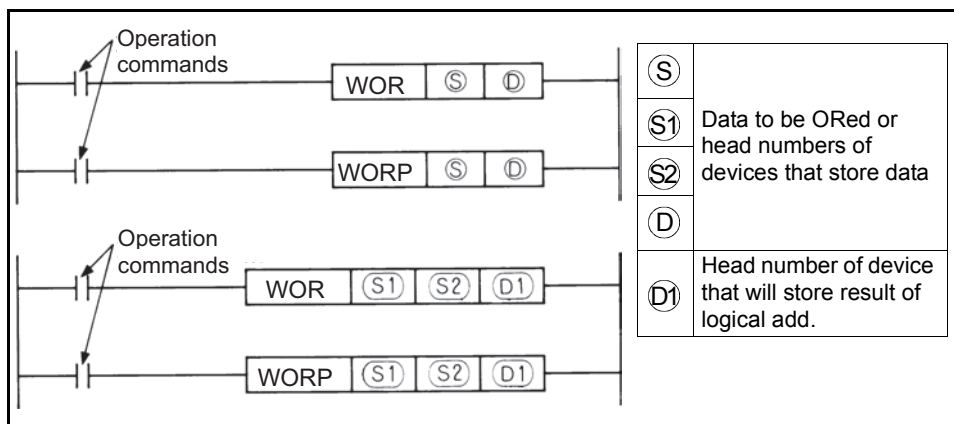 Operation
commands
WOR S D
WORP S D
Operation
commands
WOR S1 S2 D1
WORP S1 S2 D1
S
S1
S2
D
Data to be ORed or
head numbers of
devices that store data
D1
Head number of device
that will store result of
logical add.